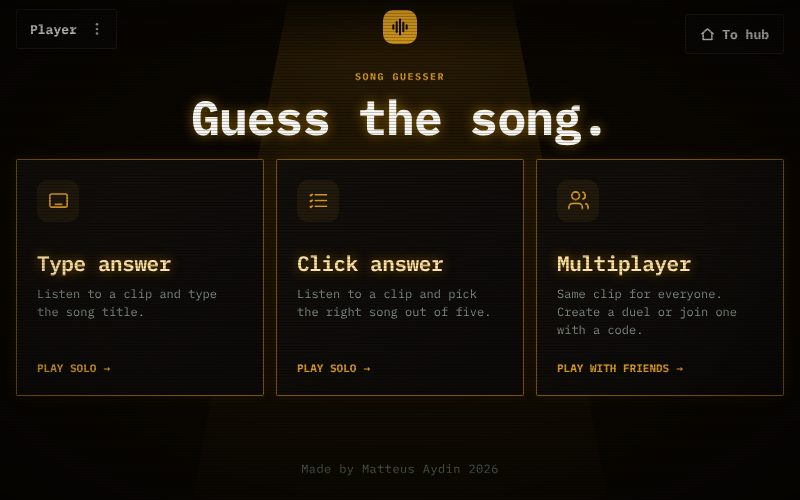 Player
To hub
SONG GUESSER
Guess the song.
Type answer
Listen to a clip and type
the song title.
PLAY SOLO →
Click answer
Listen to a clip and pick
the right song out of five.
PLAY SOLO →
Multiplayer
Same clip for everyone.
Create a duel or join one
with a code.
PLAY WITH FRIENDS →
Made by Matteus Aydin 2026